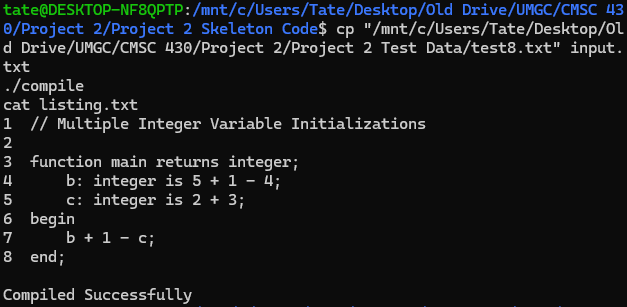 tate@DESKTOP-NF8QPTP:/mnt/c/Users/Tate/Desktop/Old Drive/UMGC/CMSC 43
0/Project 2/Project 2 Skeleton Code$ cp "/mnt/c/Users/Tate/Desktop/Ol
d Drive/UMGC/CMSC 430/Project 2/Project 2 Test Data/test8.txt" input.
txt
./compile
cat listing.txt
1  // Multiple Integer Variable Initializations
2
3  function main returns integer;
4      b: integer is 5 + 1 - 4;
5      c: integer is 2 + 3;
6  begin
7      b + 1 - c;
8  end;
Compiled Successfully